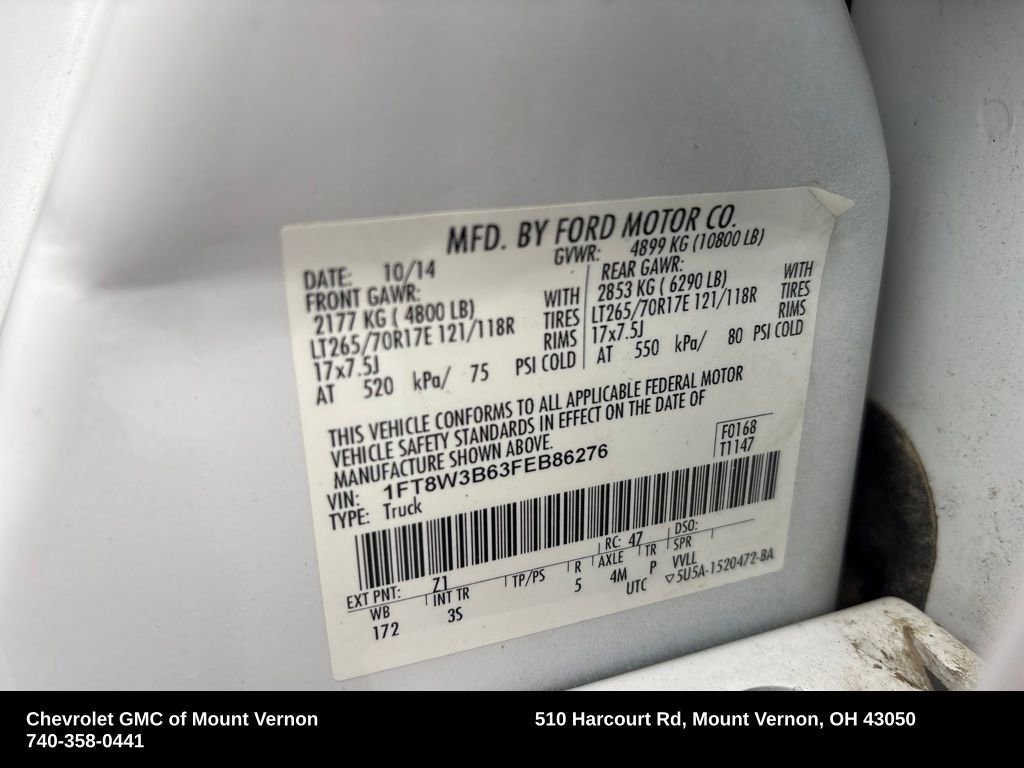 MFD. BY FORD MOTOR CO.
DATE: 10/14
GVWR: 4899 KG (10800 LB)
FRONT GAWR:
2177 KG ( 4800 LB) WITH
LT265/70R17E 121/118R TIRES
17x7.5J RIMS
AT 520 kPa/ 75 PSI COLD
REAR GAWR:
2853 KG ( 6290 LB) WITH
LT265/70R17E 121/118R TIRES
17x7.5J RIMS
AT 550 kPa/ 80 PSI COLD
THIS VEHICLE CONFORMS TO ALL APPLICABLE FEDERAL MOTOR
VEHICLE SAFETY STANDARDS IN EFFECT ON THE DATE OF
MANUFACTURE SHOWN ABOVE.
F0168
T1147
VIN: 1FT8W3B63FEB86276
TYPE: Truck
EXT PNT: Z1 RC: 47 DSO:
WB INT TR TP/PS R AXLE TR SPR
172 3S 5 4M P VVLL
UTC ▽5U5A-1520472-BA
Chevrolet GMC of Mount Vernon
740-358-0441
510 Harcourt Rd, Mount Vernon, OH 43050